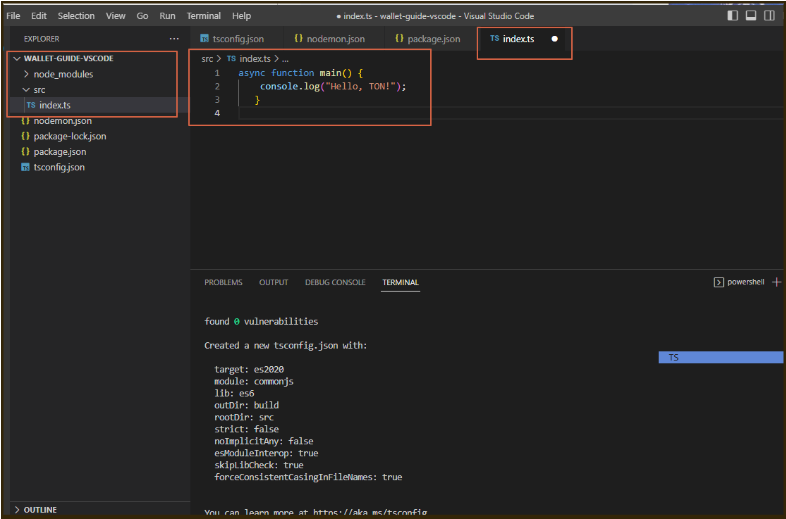 File Edit Selection View Go Run Terminal Help
● index.ts - wallet-guide-vscode - Visual Studio Code
EXPLORER ...
WALLET-GUIDE-VSCODE
node_modules
src
TS index.ts
{} nodemon.json
{} package-lock.json
{} package.json
TS tsconfig.json
OUTLINE
TS tsconfig.json {} nodemon.json {} package.json TS index.ts ●
src > TS index.ts > ...
1 async function main() {
2 console.log("Hello, TON!");
3 }
4
PROBLEMS OUTPUT DEBUG CONSOLE TERMINAL
powershell +
found 0 vulnerabilities
Created a new tsconfig.json with:
target: es2020
module: commonjs
lib: es6
outDir: build
rootDir: src
strict: false
noImplicitAny: false
esModuleInterop: true
skipLibCheck: true
forceConsistentCasingInFileNames: true
You can learn more at https://aka.ms/tsconfig
TS